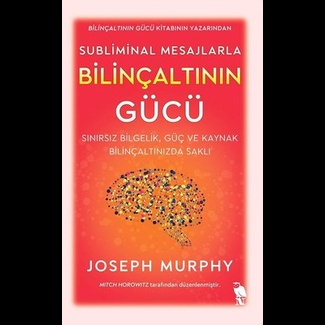 BİLİNÇALTININ GÜCÜ KİTABININ YAZARINDAN
SUBLİMİNAL MESAJLARLA
BİLİNÇALTININ
GÜCÜ
SINIRSIZ BİLGELİK, GÜÇ VE KAYNAK
BİLİNÇALTINIZDA SAKLI
JOSEPH MURPHY
MITCH HOROWITZ tarafından düzenlenmiştir.